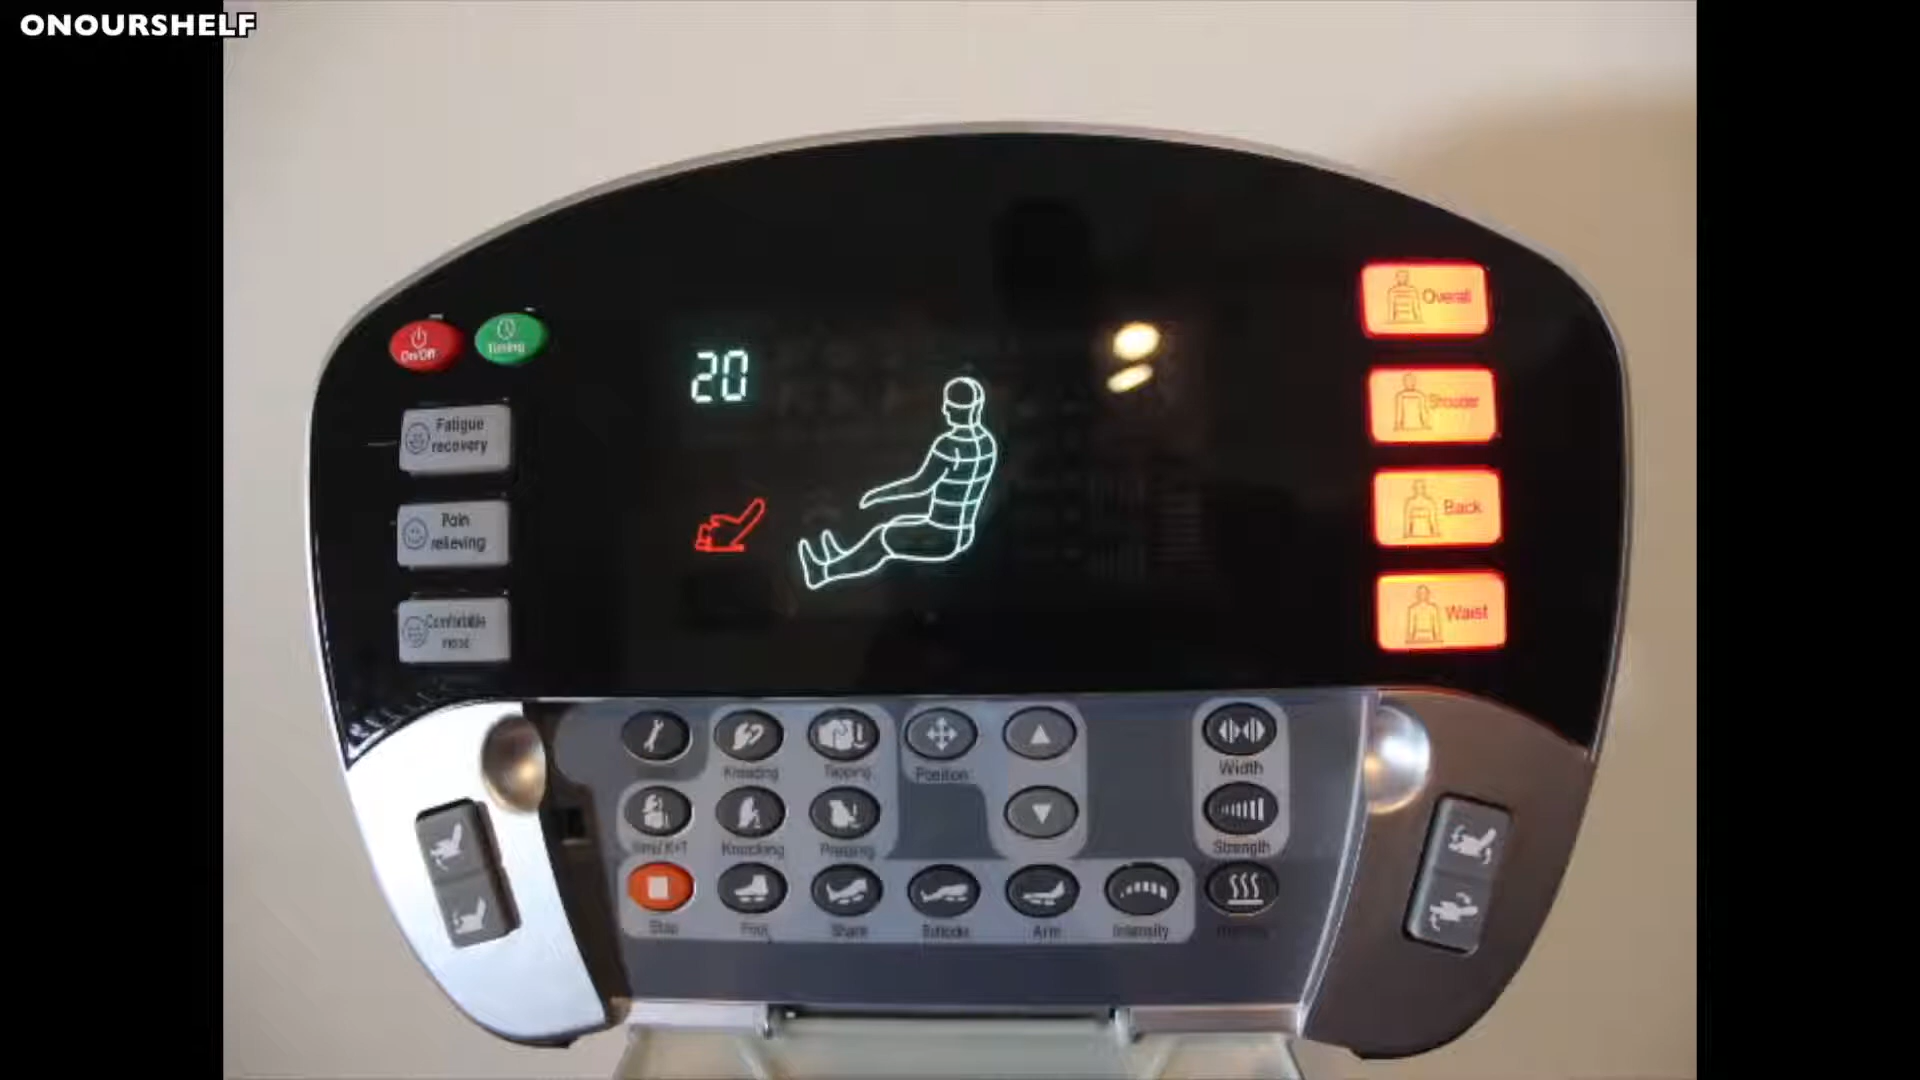 ONOURSHELF
On/Off
Timing
20
Fatigue
recovery
Pain
relieving
Comfortable
Overall
Back
Waist
Kneading
Tapping
Position
Width
Knocking
Pressing
Strength
Stop
Foot
Arm
Intensity